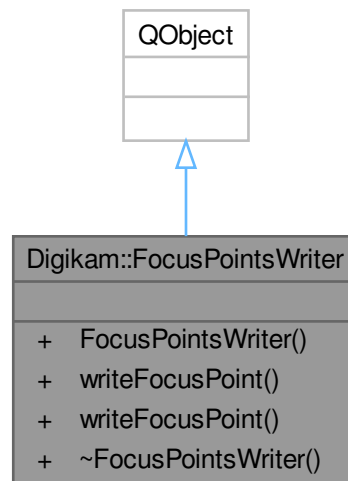 QObject
Digikam::FocusPointsWriter
+ FocusPointsWriter()
+ writeFocusPoint()
+ writeFocusPoint()
+ ~FocusPointsWriter()